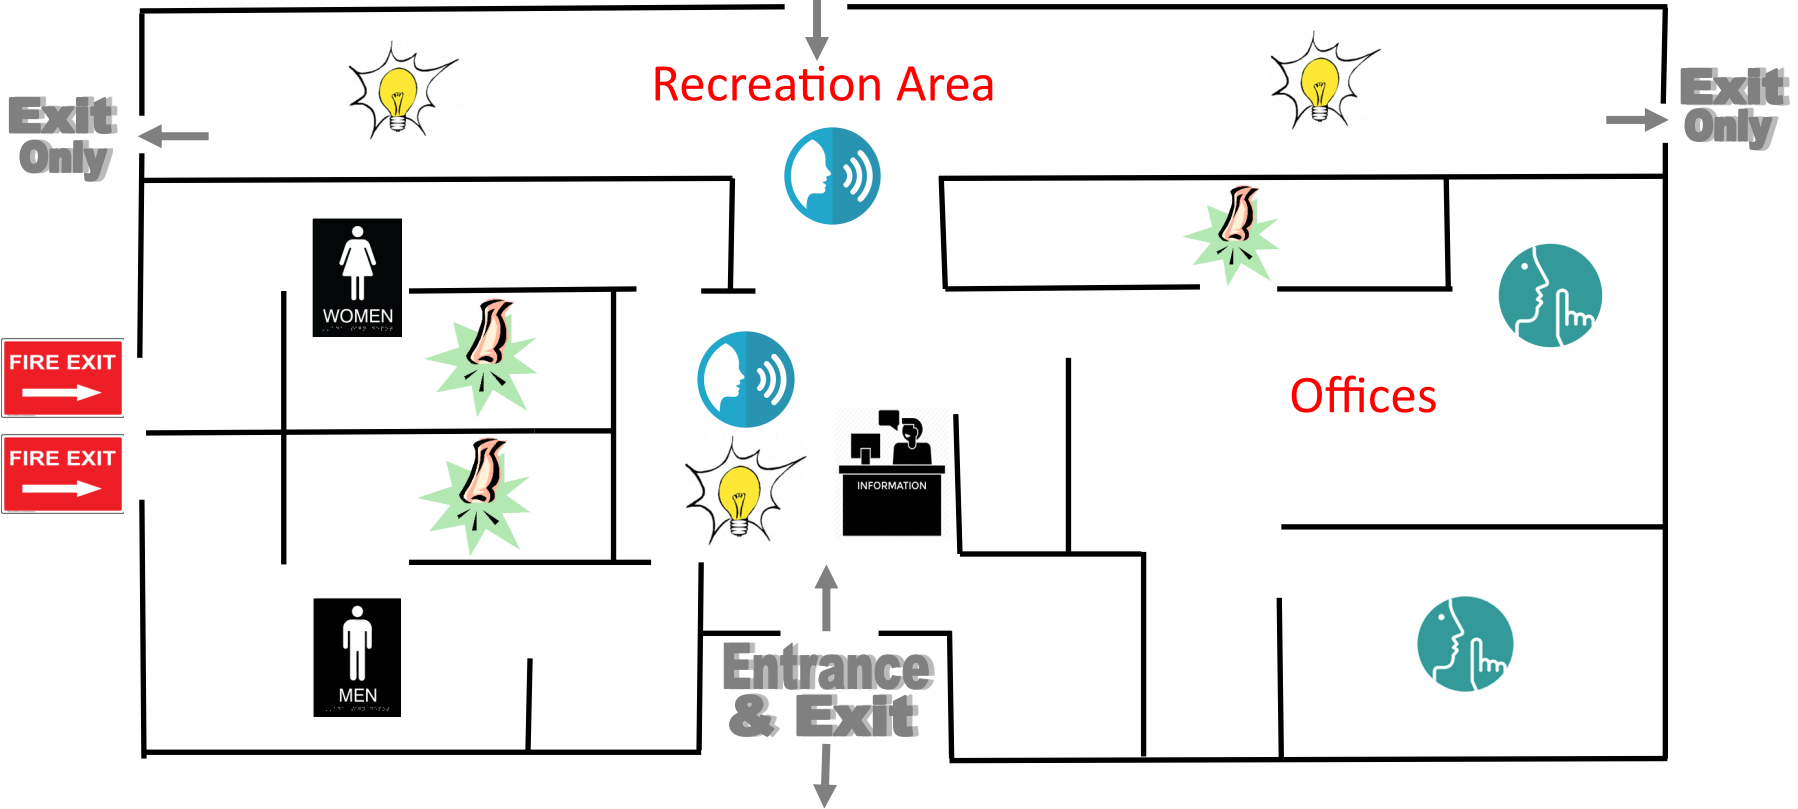 Recreation Area
Exit
Only
Exit
Only
WOMEN
FIRE EXIT
Offices
FIRE EXIT
INFORMATION
MEN
Entrance
& Exit